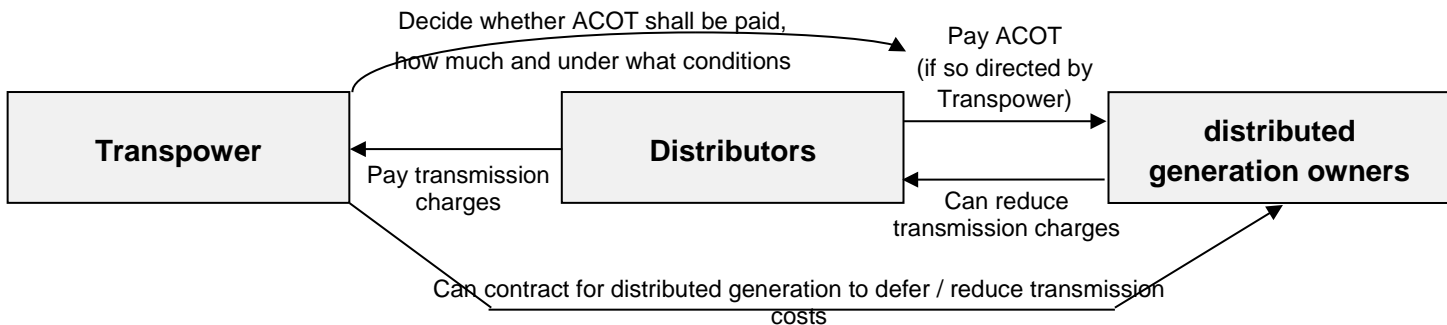 Decide whether ACOT shall be paid,
how much and under what conditions
Pay ACOT
(if so directed by
Transpower)
Transpower
Distributors
distributed
generation owners
Pay transmission
charges
Can reduce
transmission charges
Can contract for distributed generation to defer / reduce transmission
costs